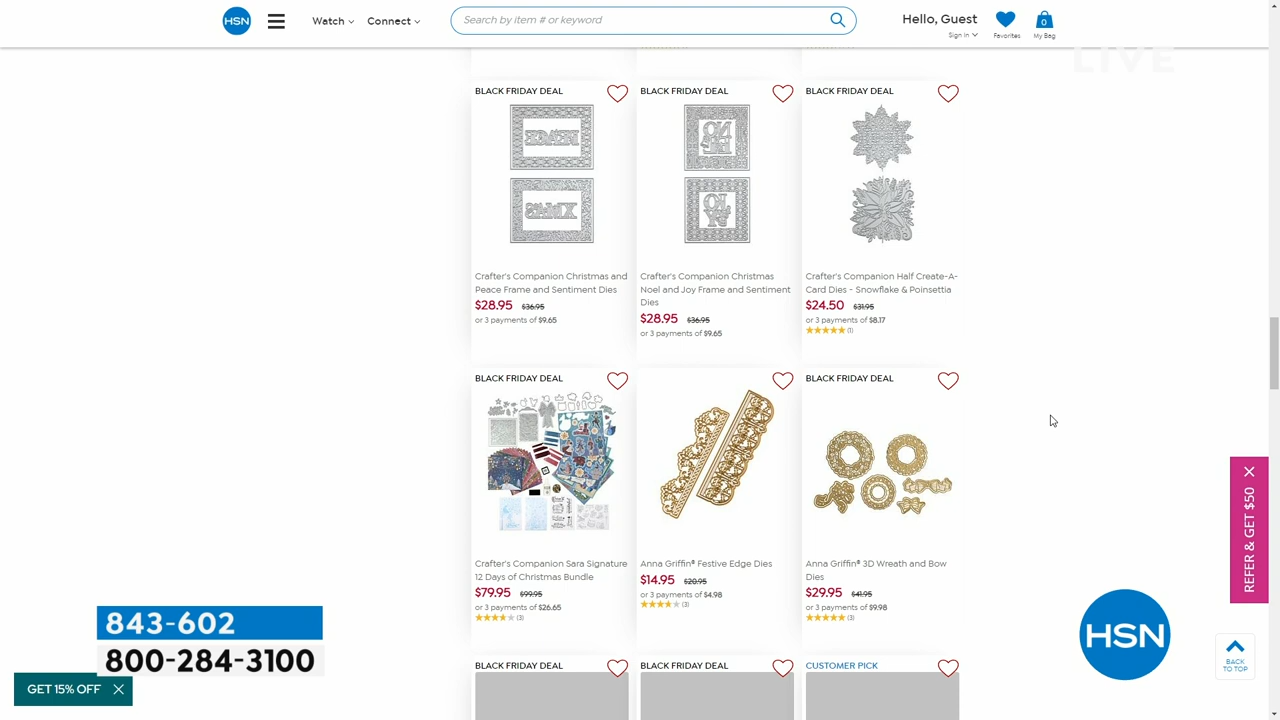 HSN
Watch
Connect
Search by item # or keyword
Hello, Guest
Sign In
Favorites
0
My Bag
LIVE
BLACK FRIDAY DEAL
BLACK FRIDAY DEAL
BLACK FRIDAY DEAL
PEACE
NO
EL
XMAS
JO
Y
Crafter's Companion Christmas and
Peace Frame and Sentiment Dies
$28.95 $36.95
or 3 payments of $9.65
Crafter's Companion Christmas
Noel and Joy Frame and Sentiment
Dies
$28.95 $36.95
or 3 payments of $9.65
Crafter's Companion Half Create-A-
Card Dies - Snowflake & Poinsettia
$24.50 $31.95
or 3 payments of $8.17
(1)
BLACK FRIDAY DEAL
BLACK FRIDAY DEAL
Crafter's Companion Sara Signature
12 Days of Christmas Bundle
$79.95 $99.95
or 3 payments of $26.65
(3)
Anna Griffin® Festive Edge Dies
$14.95 $20.95
or 3 payments of $4.98
(3)
Anna Griffin® 3D Wreath and Bow
Dies
$29.95 $41.95
or 3 payments of $9.98
(3)
BLACK FRIDAY DEAL
BLACK FRIDAY DEAL
CUSTOMER PICK
REFER & GET $50
HSN
BACK
TO TOP
843-602
800-284-3100
GET 15% OFF